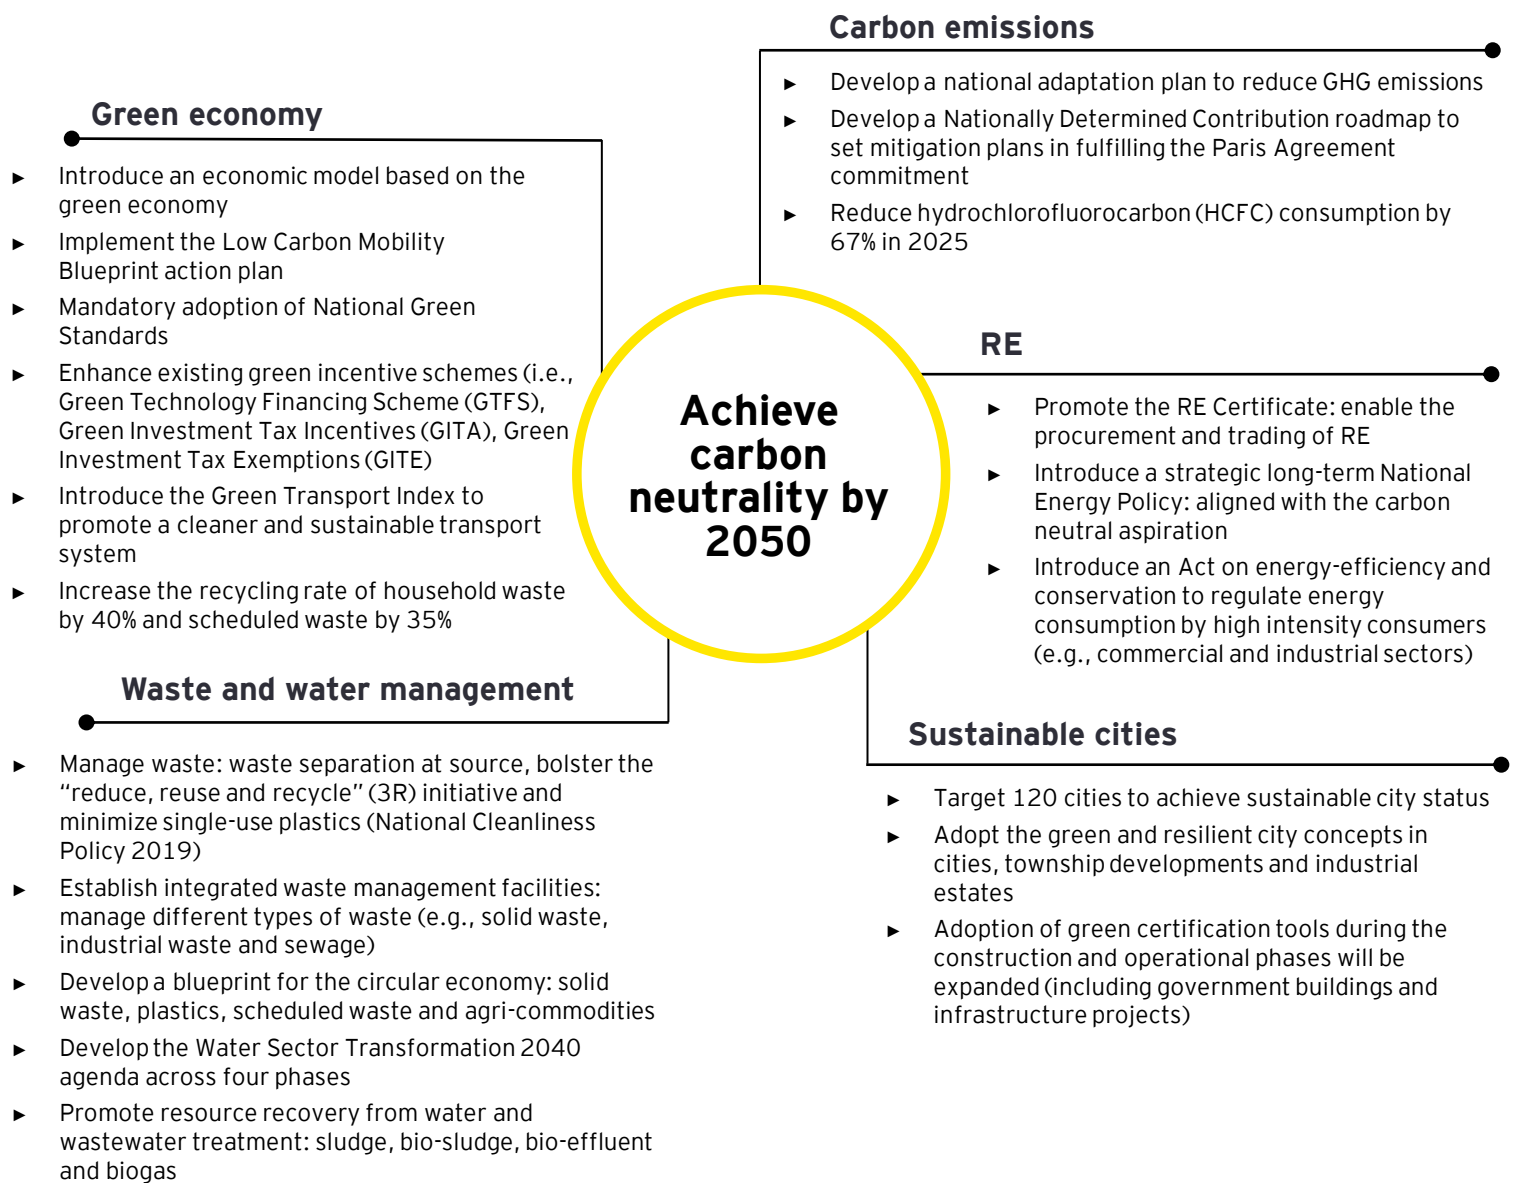 Carbon emissions
► Develop a national adaptation plan to reduce GHG emissions
► Develop a Nationally Determined Contribution roadmap to
set mitigation plans in fulfilling the Paris Agreement
commitment
► Reduce hydrochlorofluorocarbon (HCFC) consumption by
67% in 2025
Green economy
► Introduce an economic model based on the
green economy
► Implement the Low Carbon Mobility
Blueprint action plan
► Mandatory adoption of National Green
Standards
► Enhance existing green incentive schemes (i.e.,
Green Technology Financing Scheme (GTFS),
Green Investment Tax Incentives (GITA), Green
Investment Tax Exemptions (GITE)
► Introduce the Green Transport Index to
promote a cleaner and sustainable transport
system
► Increase the recycling rate of household waste
by 40% and scheduled waste by 35%
Achieve
carbon
neutrality by
2050
RE
► Promote the RE Certificate: enable the
procurement and trading of RE
► Introduce a strategic long-term National
Energy Policy: aligned with the carbon
neutral aspiration
► Introduce an Act on energy-efficiency and
conservation to regulate energy
consumption by high intensity consumers
(e.g., commercial and industrial sectors)
Waste and water management
► Manage waste: waste separation at source, bolster the
“reduce, reuse and recycle” (3R) initiative and
minimize single-use plastics (National Cleanliness
Policy 2019)
► Establish integrated waste management facilities:
manage different types of waste (e.g., solid waste,
industrial waste and sewage)
► Develop a blueprint for the circular economy: solid
waste, plastics, scheduled waste and agri-commodities
► Develop the Water Sector Transformation 2040
agenda across four phases
► Promote resource recovery from water and
wastewater treatment: sludge, bio-sludge, bio-effluent
and biogas
Sustainable cities
► Target 120 cities to achieve sustainable city status
► Adopt the green and resilient city concepts in
cities, township developments and industrial
estates
► Adoption of green certification tools during the
construction and operational phases will be
expanded (including government buildings and
infrastructure projects)